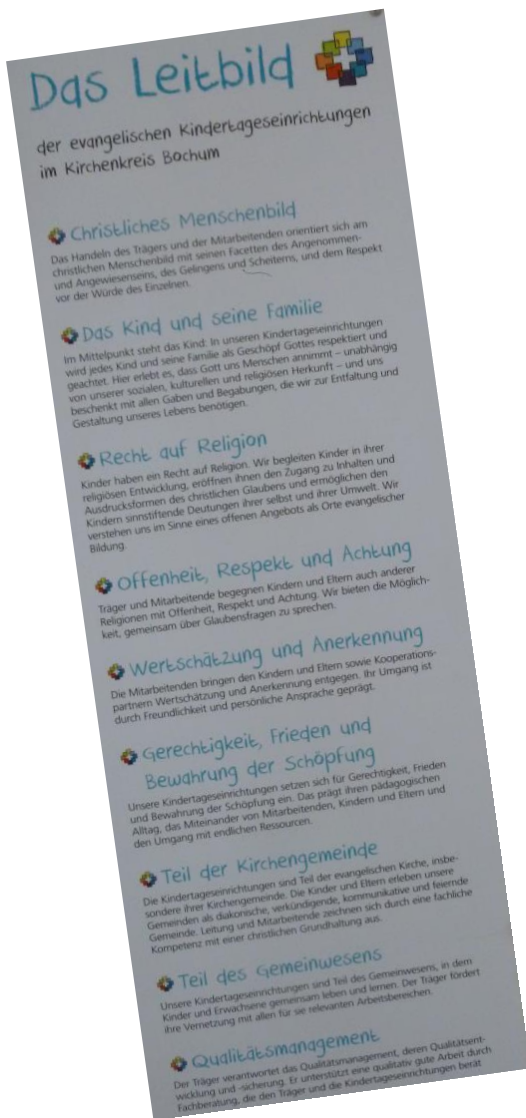 Das Leitbild
der evangelischen Kindertageseinrichtungen
im Kirchenkreis Bochum
Christliches Menschenbild
Das Handeln des Trägers und der Mitarbeitenden orientiert sich am
christlichen Menschenbild mit seinen Facetten des Angenommen-
und Angewiesenseins, des Gelingens und Scheiterns, und dem Respekt
vor der Würde des Einzelnen.
Das Kind und seine Familie
Im Mittelpunkt steht das Kind. In unseren Kindertageseinrichtungen
wird jedes Kind und seine Familie als Geschöpf Gottes respektiert und
geachtet. Hier erlebt es, dass Gott uns Menschen annimmt – unabhängig
von unserer sozialen, kulturellen und religiösen Herkunft – und uns
beschenkt mit allen Gaben und Begabungen, die wir zur Entfaltung und
Gestaltung unseres Lebens benötigen.
Recht auf Religion
Kinder haben ein Recht auf Religion. Wir begleiten Kinder in ihrer
religiösen Entwicklung, eröffnen ihnen den Zugang zu Inhalten und
Ausdrucksformen des christlichen Glaubens und ermöglichen den
Kindern sinnstiftende Deutungen ihrer selbst und ihrer Umwelt. Wir
verstehen uns im Sinne eines offenen Angebots als Orte evangelischer
Bildung.
Offenheit, Respekt und Achtung
Träger und Mitarbeitende begegnen Kindern und Eltern auch anderer
Religionen mit Offenheit, Respekt und Achtung. Wir bieten die Möglich-
keit, gemeinsam über Glaubensfragen zu sprechen.
Wertschätzung und Anerkennung
Die Mitarbeitenden bringen den Kindern und Eltern sowie Kooperations-
partnern Wertschätzung und Anerkennung entgegen. Ihr Umgang ist
durch Freundlichkeit und persönliche Ansprache geprägt.
Gerechtigkeit, Frieden und
Bewahrung der Schöpfung
Unsere Kindertageseinrichtungen setzen sich für Gerechtigkeit, Frieden
und Bewahrung der Schöpfung ein. Das prägt ihren pädagogischen
Alltag, das Miteinander von Mitarbeitenden, Kindern und Eltern und
den Umgang mit endlichen Ressourcen.
Teil der Kirchengemeinde
Die Kindertageseinrichtungen sind Teil der evangelischen Kirche, insbe-
sondere ihrer Kirchengemeinde. Die Kinder und Eltern erleben unsere
Gemeinden als diakonische, verkündigende, kommunikative und feiernde
Gemeinde. Leitung und Mitarbeitende zeichnen sich durch eine fachliche
Kompetenz mit einer christlichen Grundhaltung aus.
Teil des Gemeinwesens
Unsere Kindertageseinrichtungen sind Teil des Gemeinwesens, in dem
Kinder und Erwachsene gemeinsam leben und lernen. Der Träger fördert
ihre Vernetzung mit allen für sie relevanten Arbeitsbereichen.
Qualitätsmanagement
Der Träger verantwortet das Qualitätsmanagement, deren Qualitätsent-
wicklung und -sicherung. Er unterstützt eine qualitativ gute Arbeit durch
Fachberatung, die den Träger und die Kindertageseinrichtungen berät